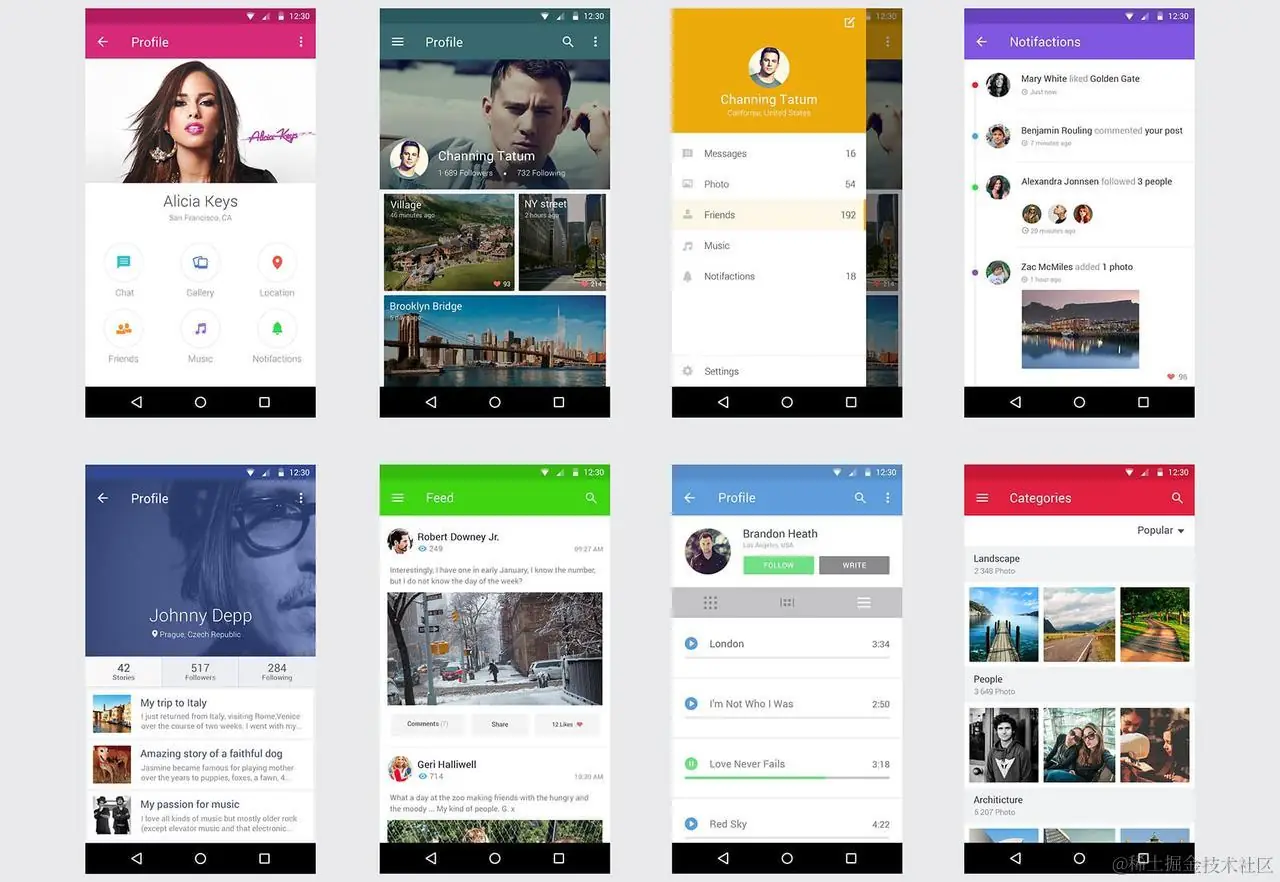 12:30
Profile
Alicia Keys
Alicia Keys
San Francisco, CA
Chat
Gallery
Location
Friends
Music
Notifactions
12:30
Profile
Channing Tatum
1 689 Followers • 732 Following
Village
46 minutes ago
93
NY street
2 hours ago
214
Brooklyn Bridge
12:30
Channing Tatum
California, United States
Messages 16
Photo 54
Friends 192
Music
Notifactions 18
Settings
214
12:30
Notifactions
Mary White liked Golden Gate
Just now
Benjamin Rouling commented your post
7 minutes ago
Alexandra Jonnsen followed 3 people
20 minutes ago
Zac McMiles added 1 photo
1 hour ago
96
12:30
Profile
Johnny Depp
Prague, Czech Republic
42
Stories
517
Followers
284
Following
My trip to Italy
I just returned from Italy, visiting Rome,Venice
over the course of two weeks. I went with my...
Amazing story of a faithful dog
Jasmine became famous for playing mother
over the years to puppies, foxes, a fawn, 4...
My passion for music
I love all kinds of music but mostly older rock
(except elevator music and that electronic...
12:30
Feed
Robert Downey Jr.
249
09:27 AM
Interestingly, I have one in early January, I know the number,
but I do not know the day of the week?
Comments (7)
Share
12 Likes
Geri Halliwell
714
10:30 AM
What a day at the zoo making friends with the hungry and
the moody ... My kind of people. G. x
12:30
Profile
Brandon Heath
Los Angeles, USA
FOLLOW
WRITE
London 3:34
I'm Not Who I Was 2:50
Love Never Fails 3:18
Red Sky 4:22
12:30
Categories
Popular
Landscape
2 348 Photo
People
3 649 Photo
Architicture
5 207 Photo
@稀土掘金技术社区